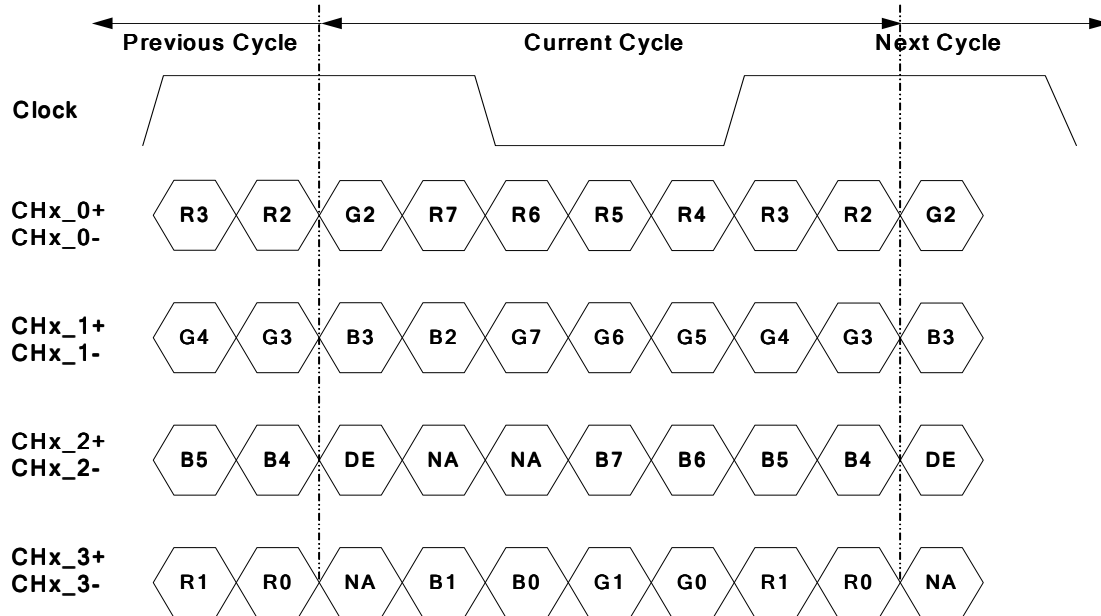 Previous Cycle Current Cycle Next Cycle
Clock
CHx_0+
CHx_0-
R3 R2 G2 R7 R6 R5 R4 R3 R2 G2
CHx_1+
CHx_1-
G4 G3 B3 B2 G7 G6 G5 G4 G3 B3
CHx_2+
CHx_2-
B5 B4 DE NA NA B7 B6 B5 B4 DE
CHx_3+
CHx_3-
R1 R0 NA B1 B0 G1 G0 R1 R0 NA